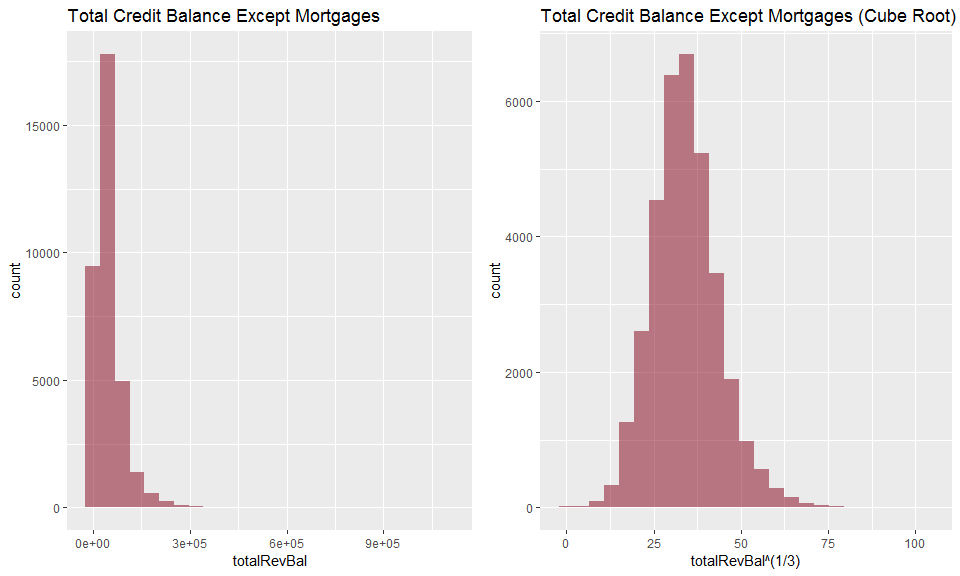 Total Credit Balance Except Mortgages
count
15000
10000
5000
0
0e+00 3e+05 6e+05 9e+05
totalRevBal
Total Credit Balance Except Mortgages (Cube Root)
count
6000
4000
2000
0
0 25 50 75 100
totalRevBal^(1/3)